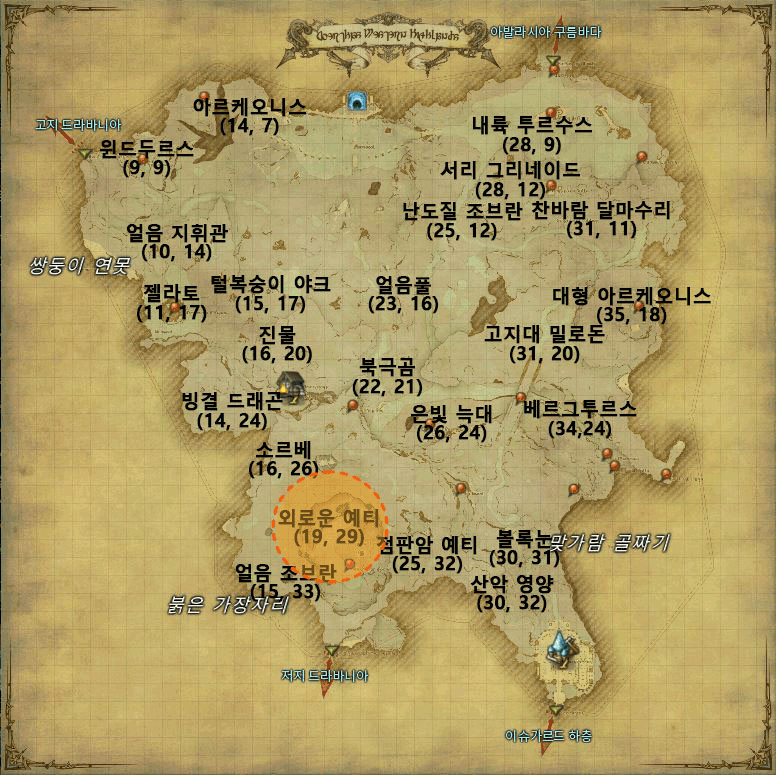 아발라시아 구름바다
고지 드라바니아
아르케오니스
(14, 7)
윈드두르스
(9, 9)
내륙 투르수스
(28, 9)
서리 그리네이드
(28, 12)
난도질 조브란
(25, 12)
찬바람 달마수리
(31, 11)
얼음 지휘관
(10, 14)
쌍둥이 연못
젤라토
(11, 17)
털복숭이 야크
(15, 17)
얼음풀
(23, 16)
대형 아르케오니스
(35, 18)
진물
(16, 20)
고지대 밀로돈
(31, 20)
북극곰
(22, 21)
빙결 드래곤
(14, 24)
은빛 늑대
(26, 24)
베르그투르스
(34,24)
소르베
(16, 26)
외로운 예티
(19, 29)
점판암 예티
(25, 32)
볼록눈
(30, 31)
맞가람 골짜기
얼음 조브란
(15, 33)
산악 영양
(30, 32)
붉은 가장자리
저지 드라바니아
이슈가르드 하층